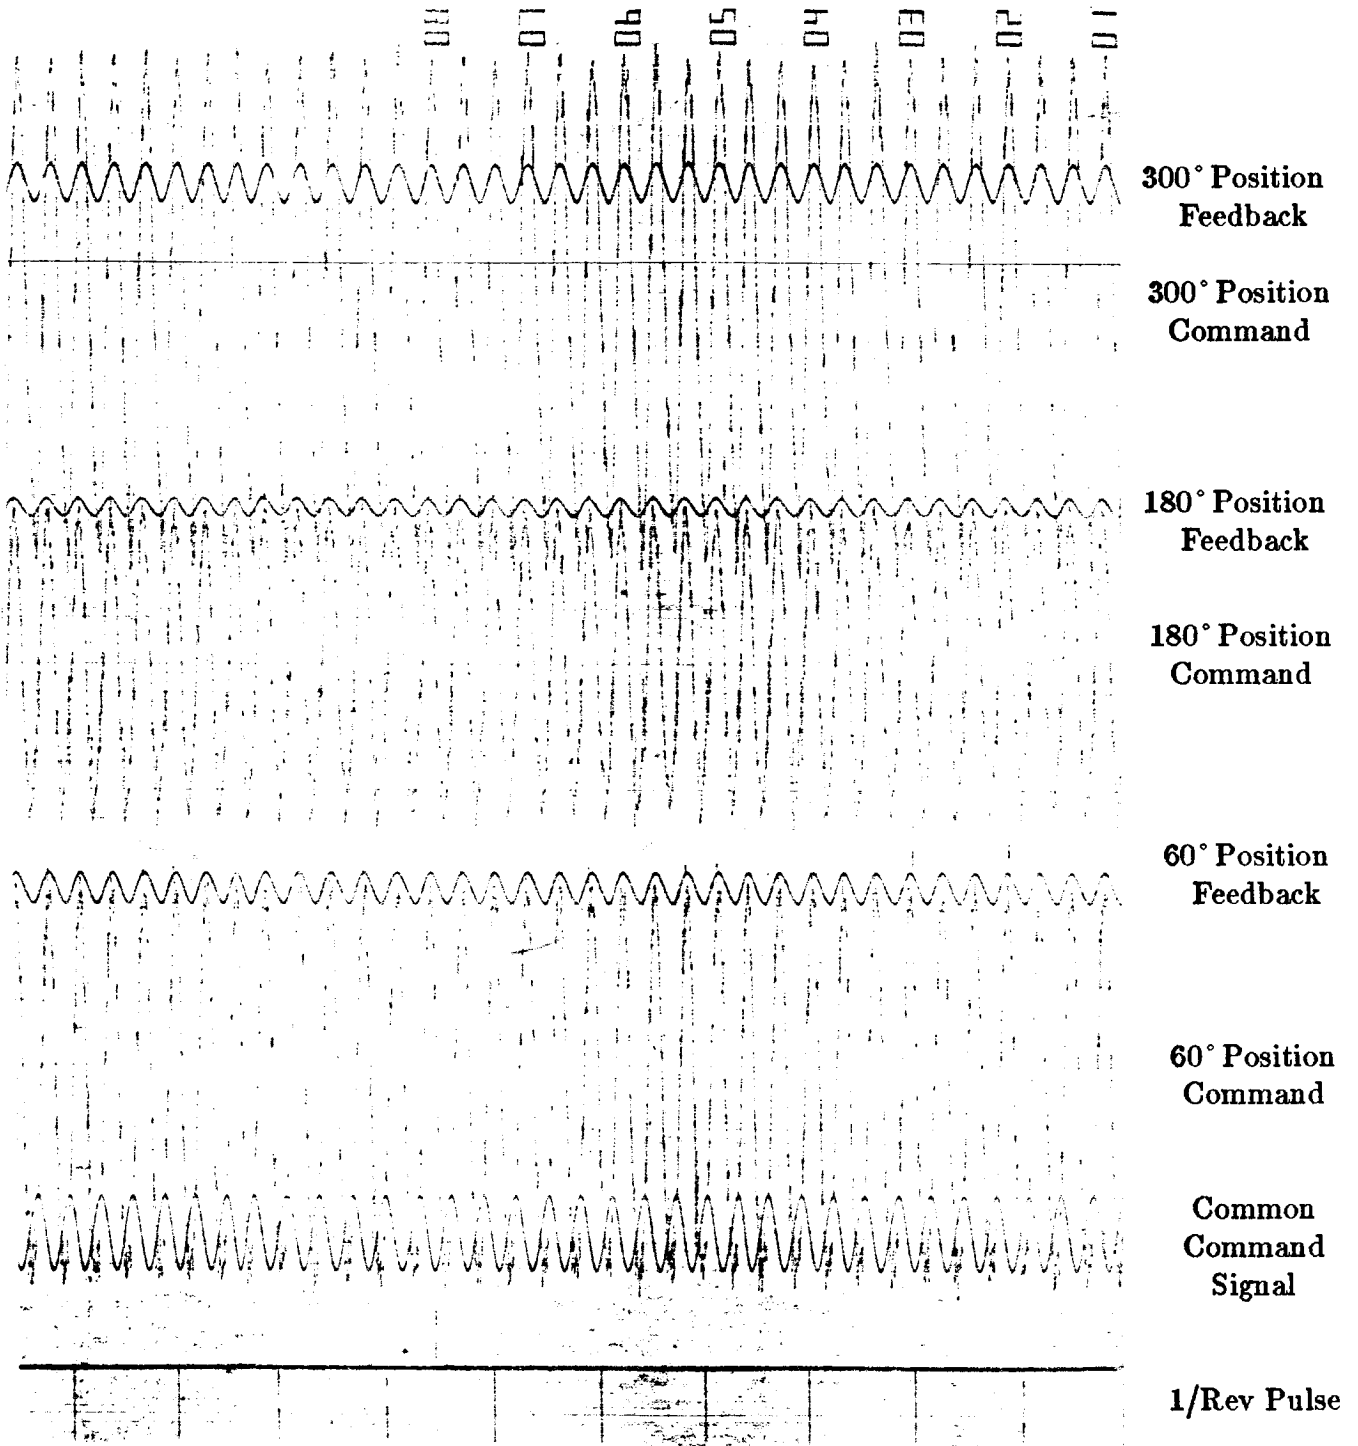 08 07 06 05 04 03 02 01
300° Position
Feedback
300° Position
Command
180° Position
Feedback
180° Position
Command
60° Position
Feedback
60° Position
Command
Common
Command
Signal
1/Rev Pulse